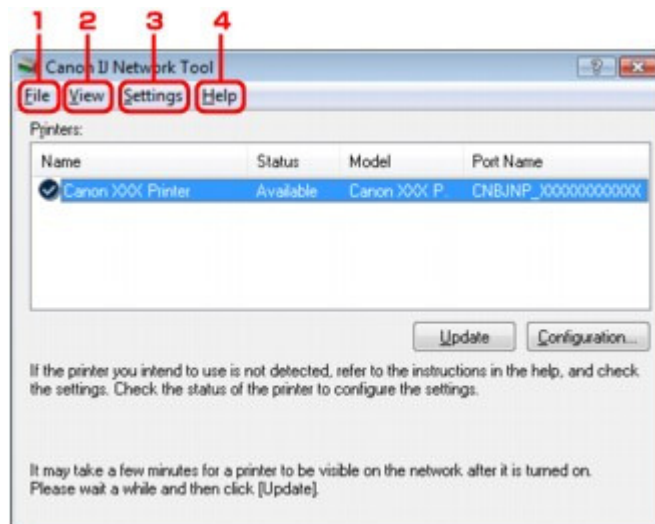 1 2 3 4
Canon IJ Network Tool
File View Settings Help
Printers:
Name Status Model Port Name
Canon XXX Printer Available Canon XXX P... CNBJNP_XXXXXXXXXXXX
Update Configuration...
If the printer you intend to use is not detected, refer to the instructions in the help, and check
the settings. Check the status of the printer to configure the settings.
It may take a few minutes for a printer to be visible on the network after it is turned on.
Please wait a while and then click [Update].